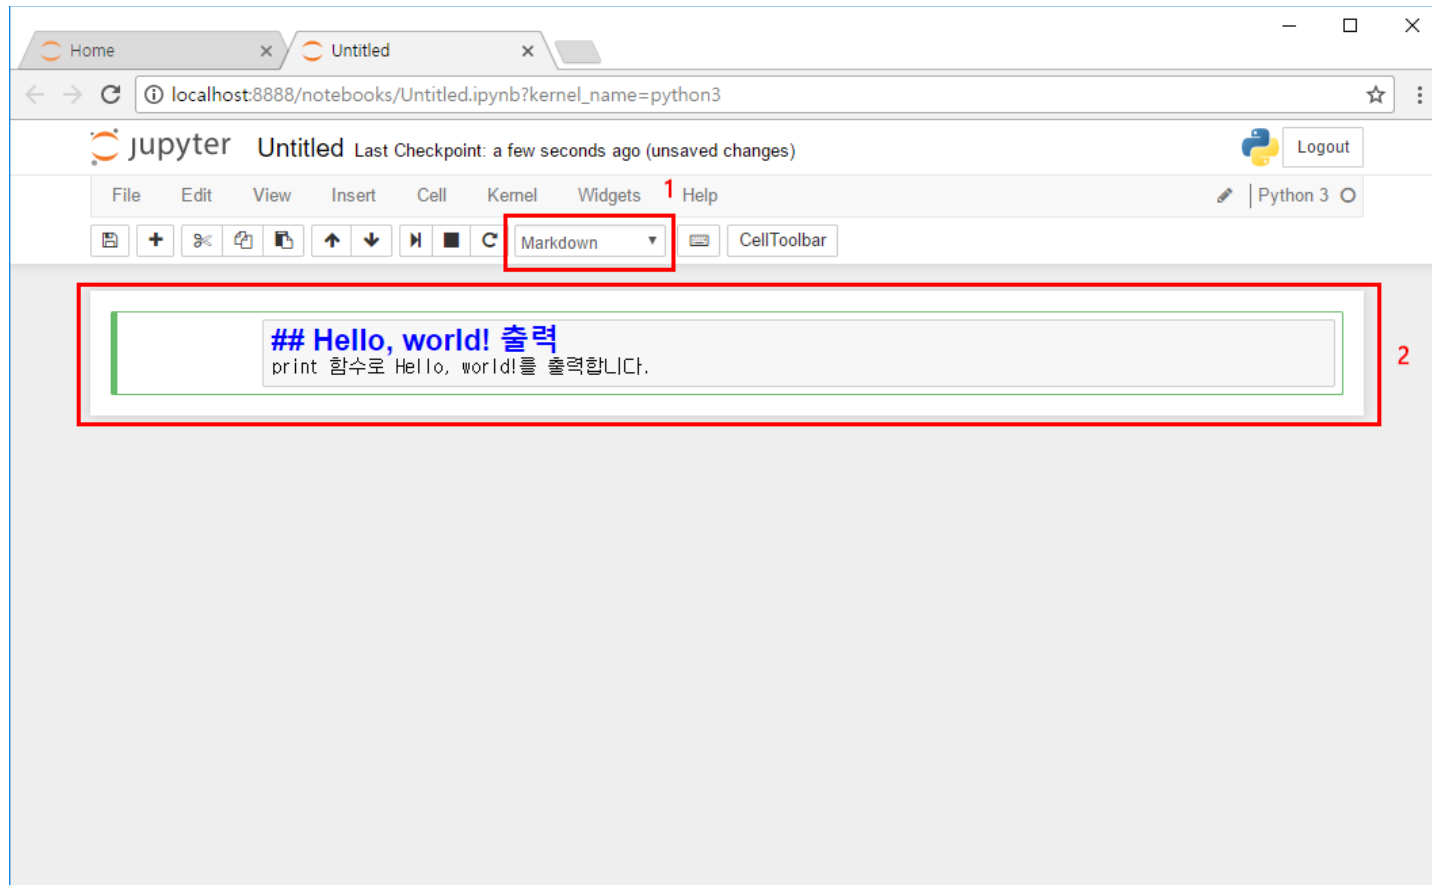 Home
Untitled
localhost:8888/notebooks/Untitled.ipynb?kernel_name=python3
jupyter Untitled Last Checkpoint: a few seconds ago (unsaved changes) Logout
File Edit View Insert Cell Kernel Widgets 1 Help Python 3
Markdown CellToolbar
## Hello, world! 출력
print 함수로 Hello, world!를 출력합니다.
2